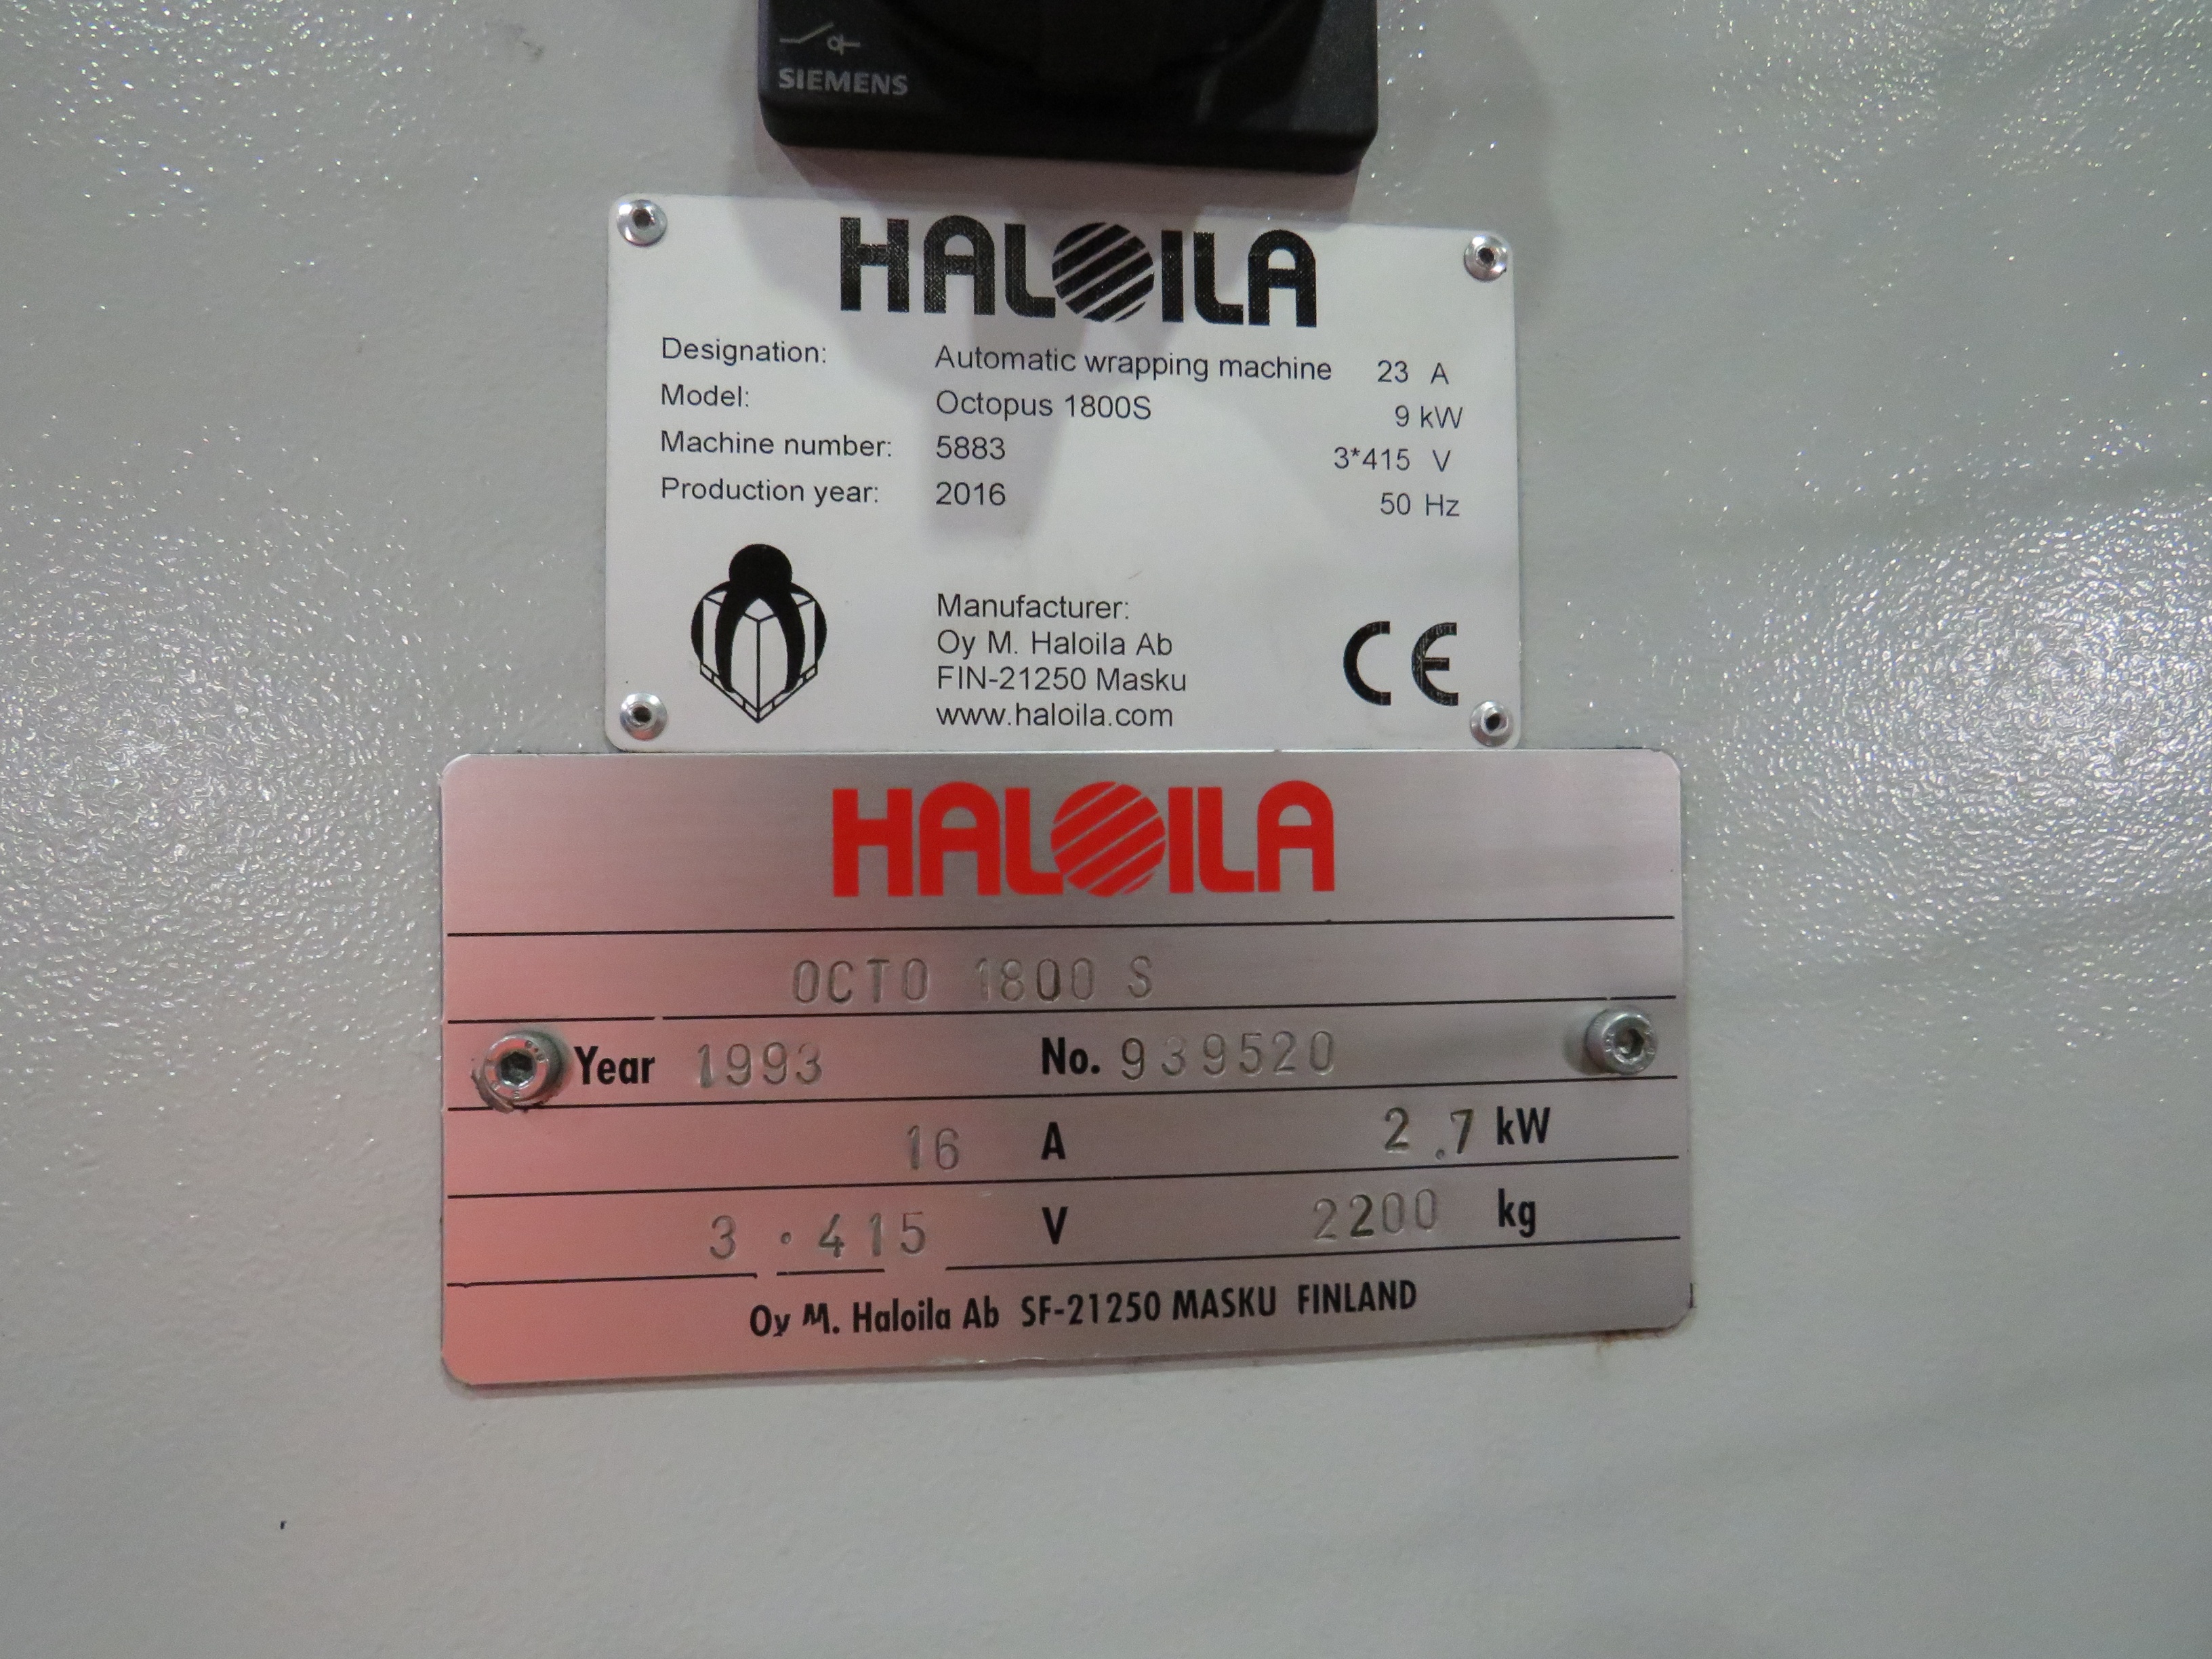 SIEMENS
HALOILA
Designation: Automatic wrapping machine 23 A
Model: Octopus 1800S 9 kW
Machine number: 5883 3*415 V
Production year: 2016 50 Hz
Manufacturer:
Oy M. Haloila Ab
FIN-21250 Masku
www.haloila.com
CE
HALOILA
OCTO 1800 S
Year 1993 No. 939520
16 A 2.7 kW
3 · 415 V 2200 kg
Oy M. Haloila Ab SF-21250 MASKU FINLAND